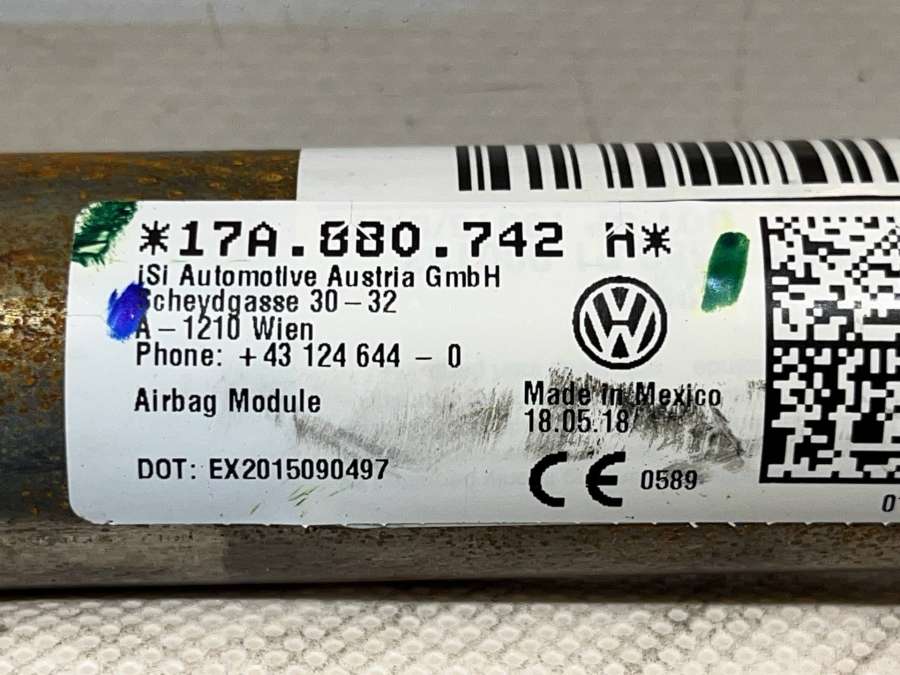 *17A.880.742 H*
iSi Automotive Austria GmbH
Scheydgasse 30 – 32
A – 1210 Wien
Phone: +43 124 644 – 0
Airbag Module
Made in Mexico
18.05.18
DOT: EX2015090497
CE 0589